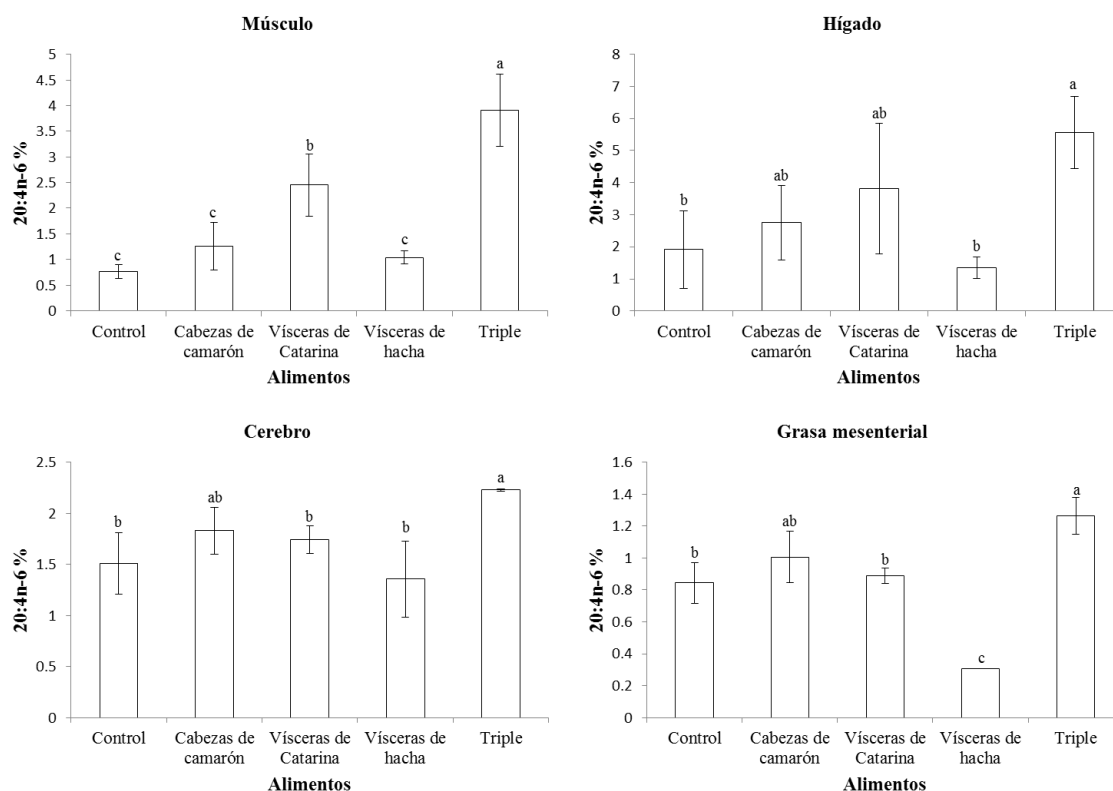 Músculo
20:4n-6 %
5
4.5
4
3.5
3
2.5
2
1.5
1
0.5
0
c
c
b
c
a
Control
Cabezas de
camarón
Vísceras de
Catarina
Vísceras de
hacha
Triple
Alimentos
Hígado
20:4n-6 %
8
7
6
5
4
3
2
1
0
b
ab
ab
b
a
Control
Cabezas de
camarón
Vísceras de
Catarina
Vísceras de
hacha
Triple
Alimentos
Cerebro
20:4n-6 %
2.5
2
1.5
1
0.5
0
b
ab
b
b
a
Control
Cabezas de
camarón
Vísceras de
Catarina
Vísceras de
hacha
Triple
Alimentos
Grasa mesenterial
20:4n-6 %
1.6
1.4
1.2
1
0.8
0.6
0.4
0.2
0
b
ab
b
c
a
Control
Cabezas de
camarón
Vísceras de
Catarina
Vísceras de
hacha
Triple
Alimentos